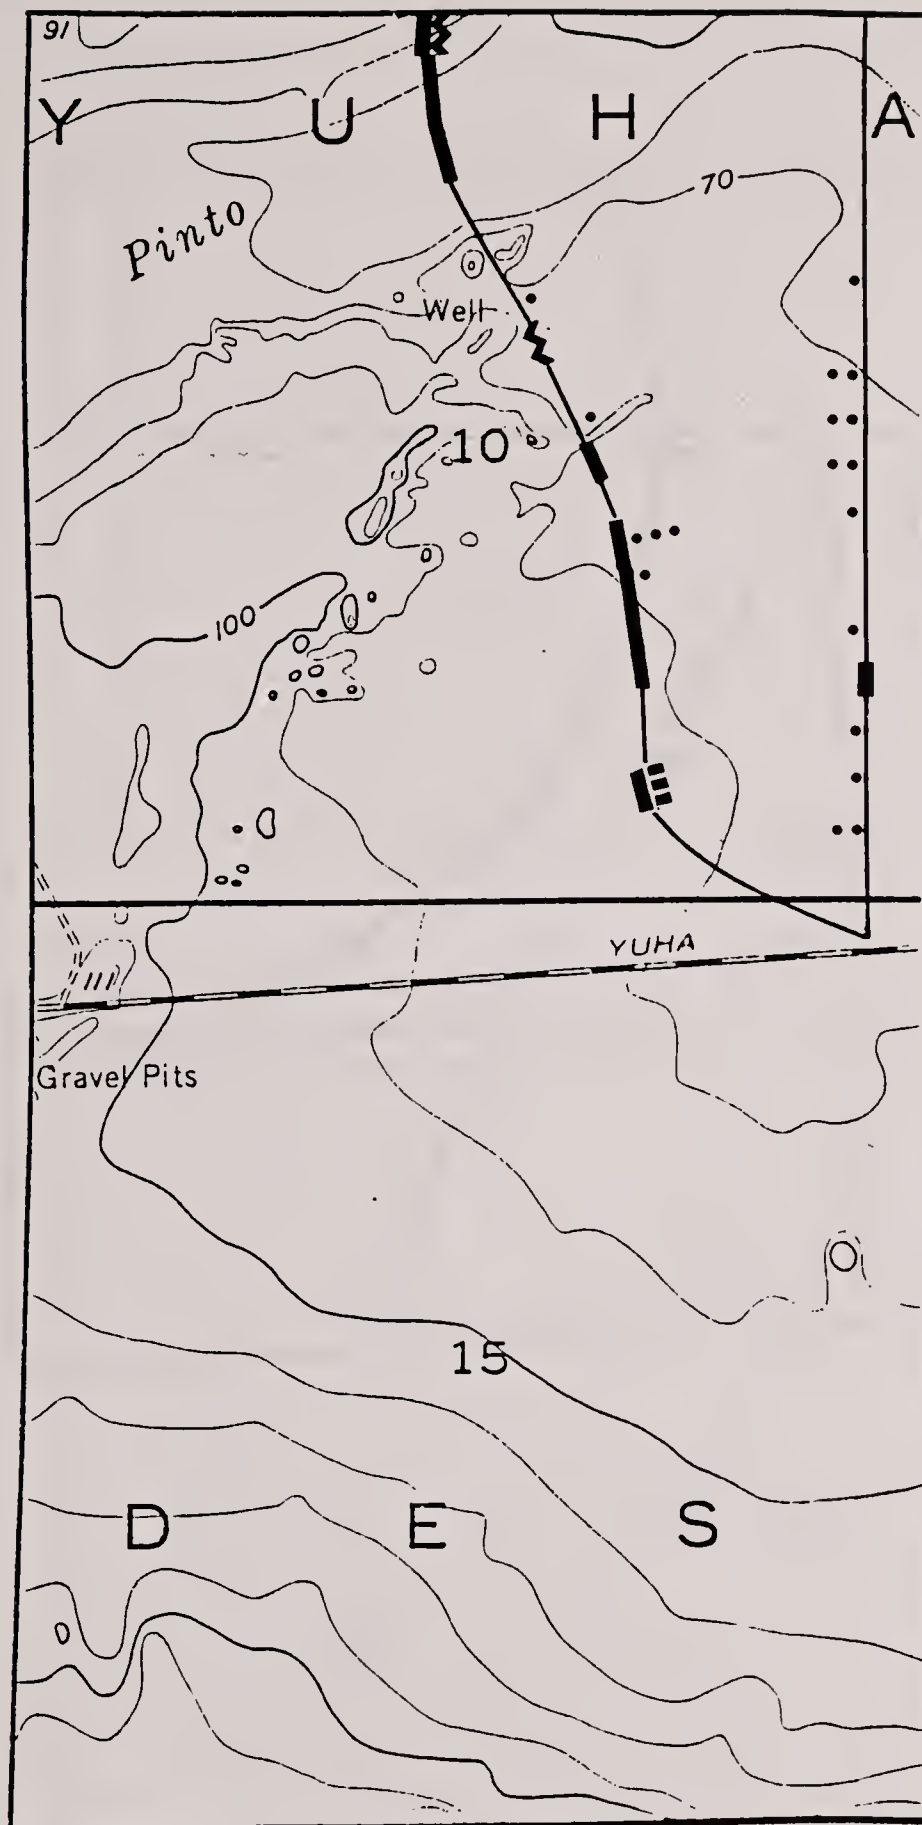 91
Y U H A
70
Pinto
Well
10
100
YUHA
Gravel Pits
15
D E S